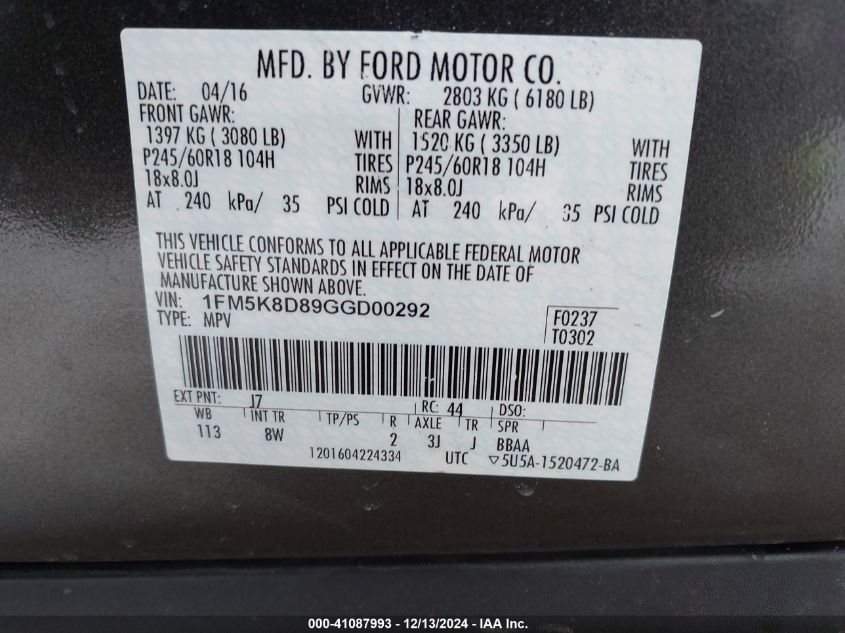 MFD. BY FORD MOTOR CO.
DATE: 04/16 GVWR: 2803 KG ( 6180 LB)
FRONT GAWR: REAR GAWR:
1397 KG ( 3080 LB) WITH 1520 KG ( 3350 LB) WITH
P245/60R18 104H TIRES P245/60R18 104H TIRES
18x8.0J RIMS 18x8.0J RIMS
AT 240 kPa/ 35 PSI COLD AT 240 kPa/ 35 PSI COLD
THIS VEHICLE CONFORMS TO ALL APPLICABLE FEDERAL MOTOR
VEHICLE SAFETY STANDARDS IN EFFECT ON THE DATE OF
MANUFACTURE SHOWN ABOVE.
VIN: 1FM5K8D89GGD00292
TYPE: MPV
F0237
T0302
EXT PNT: J7 RC: 44 DSO:
WB INT TR TP/PS R AXLE TR SPR
113 8W 2 3J J BBAA
1201604224334 UTC ▽5U5A-1520472-BA
000-41087993 - 12/13/2024 - IAA Inc.